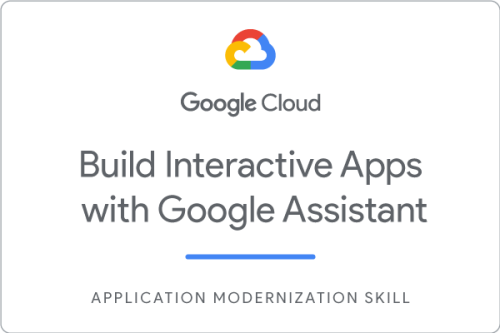 Google Cloud
Build Interactive Apps
with Google Assistant
APPLICATION MODERNIZATION SKILL